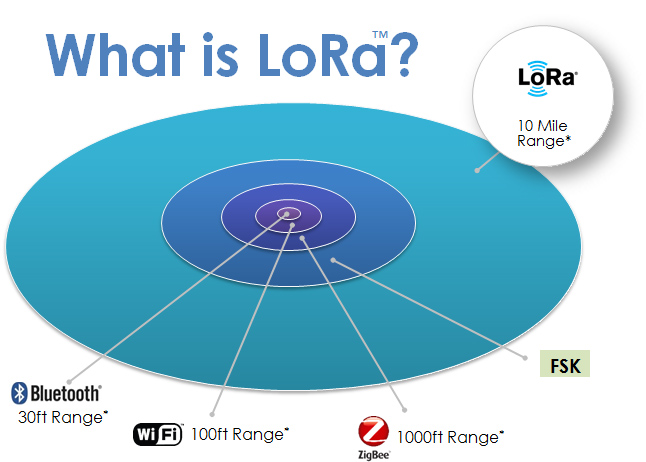 What is LoRa™?
LoRa®
10 Mile
Range*
FSK
Bluetooth®
30ft Range*
WiFi
100ft Range*
ZigBee®
1000ft Range*